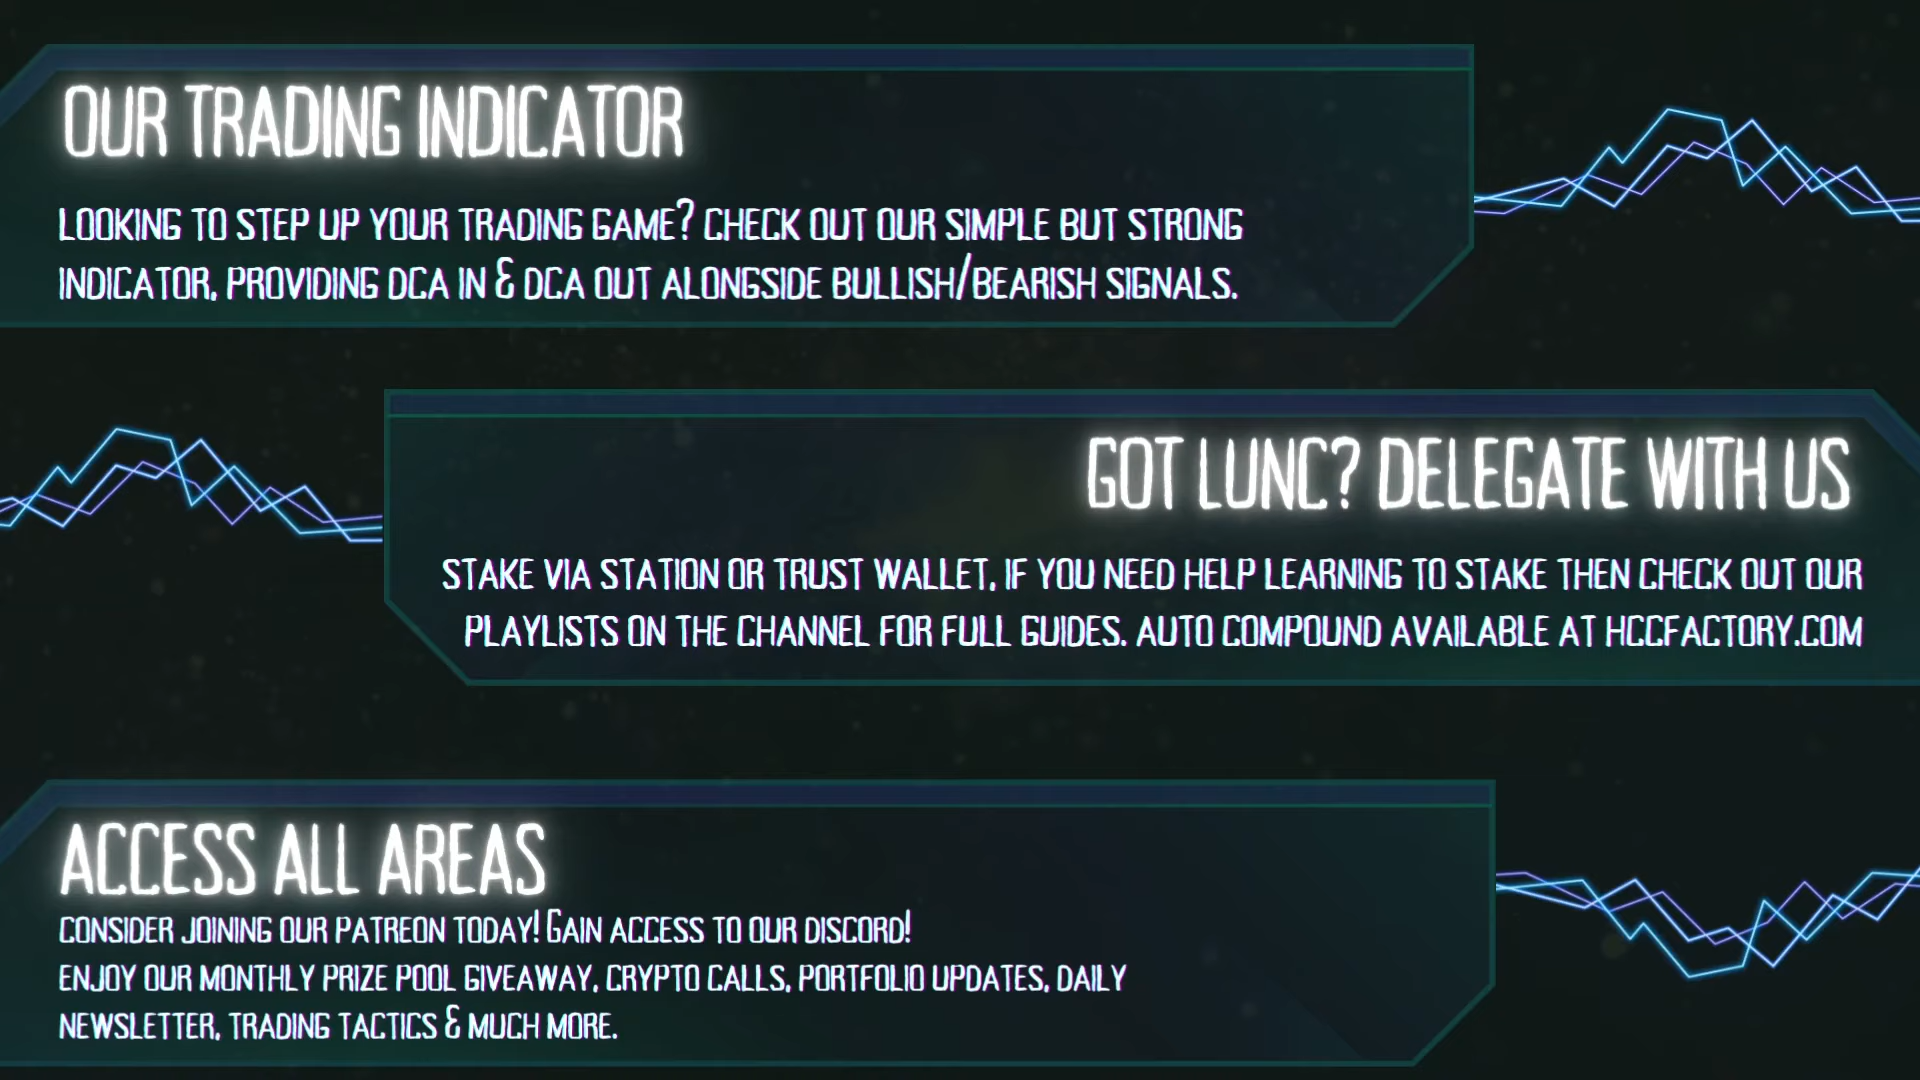 OUR TRADING INDICATOR
LOOKING TO STEP UP YOUR TRADING GAME? CHECK OUT OUR SIMPLE BUT STRONG
INDICATOR, PROVIDING DCA IN & DCA OUT ALONGSIDE BULLISH/BEARISH SIGNALS.
GOT LUNC? DELEGATE WITH US
STAKE VIA STATION OR TRUST WALLET, IF YOU NEED HELP LEARNING TO STAKE THEN CHECK OUT OUR
PLAYLISTS ON THE CHANNEL FOR FULL GUIDES. AUTO COMPOUND AVAILABLE AT HCCFACTORY.COM
ACCESS ALL AREAS
CONSIDER JOINING OUR PATREON TODAY! GAIN ACCESS TO OUR DISCORD!
ENJOY OUR MONTHLY PRIZE POOL GIVEAWAY, CRYPTO CALLS, PORTFOLIO UPDATES, DAILY
NEWSLETTER, TRADING TACTICS & MUCH MORE.